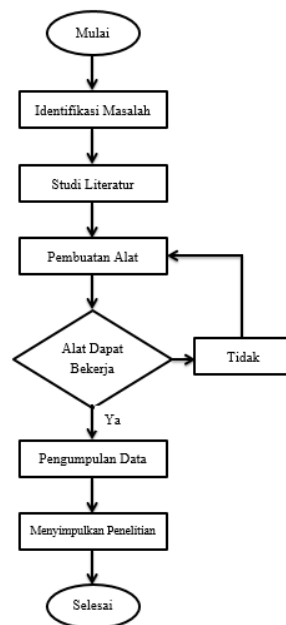 Mulai
Identifikasi Masalah
Studi Literatur
Pembuatan Alat
Alat Dapat
Bekerja
Tidak
Ya
Pengumpulan Data
Menyimpulkan Penelitian
Selesai